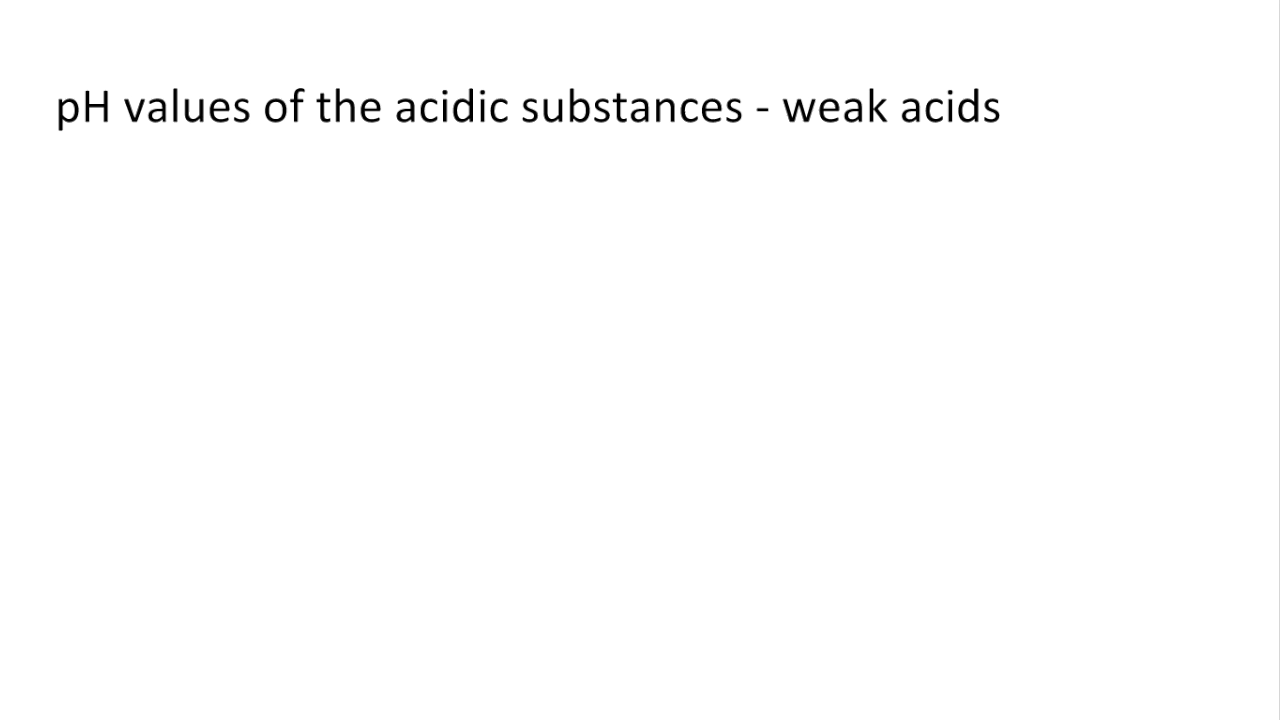 pH values of the acidic substances - weak acids